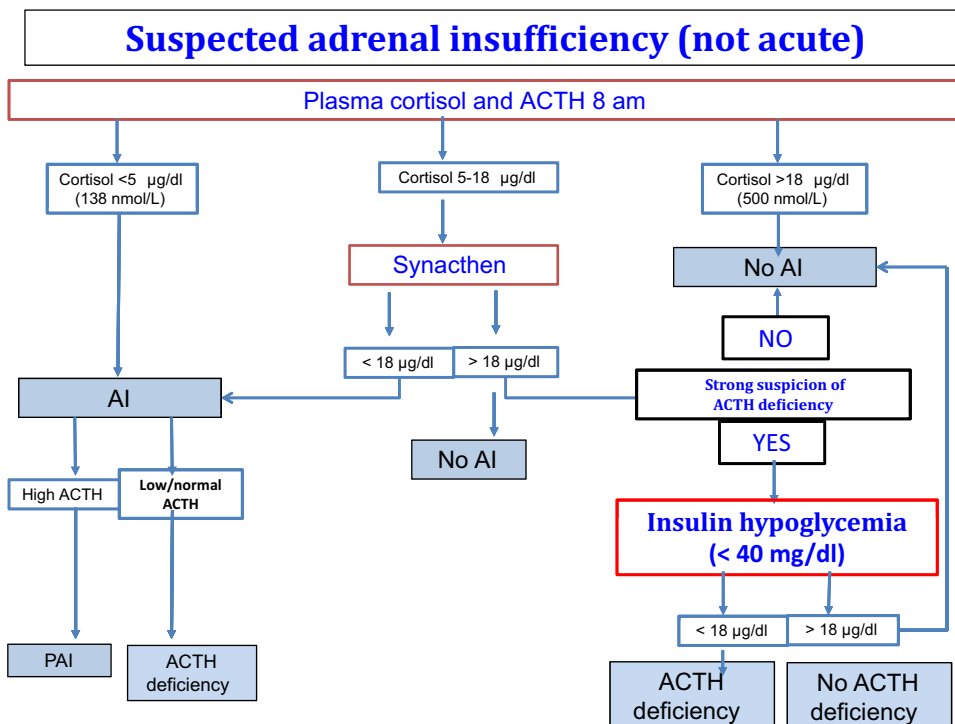 Suspected adrenal insufficiency (not acute)
Plasma cortisol and ACTH 8 am
Cortisol <5 µg/dl
(138 nmol/L)
Cortisol 5-18 µg/dl
Cortisol >18 µg/dl
(500 nmol/L)
Synacthen
No AI
NO
< 18 µg/dl
> 18 µg/dl
Strong suspicion of
ACTH deficiency
AI
YES
No AI
High ACTH
Low/normal
ACTH
Insulin hypoglycemia
(< 40 mg/dl)
< 18 µg/dl
> 18 µg/dl
PAI
ACTH
deficiency
ACTH
deficiency
No ACTH
deficiency